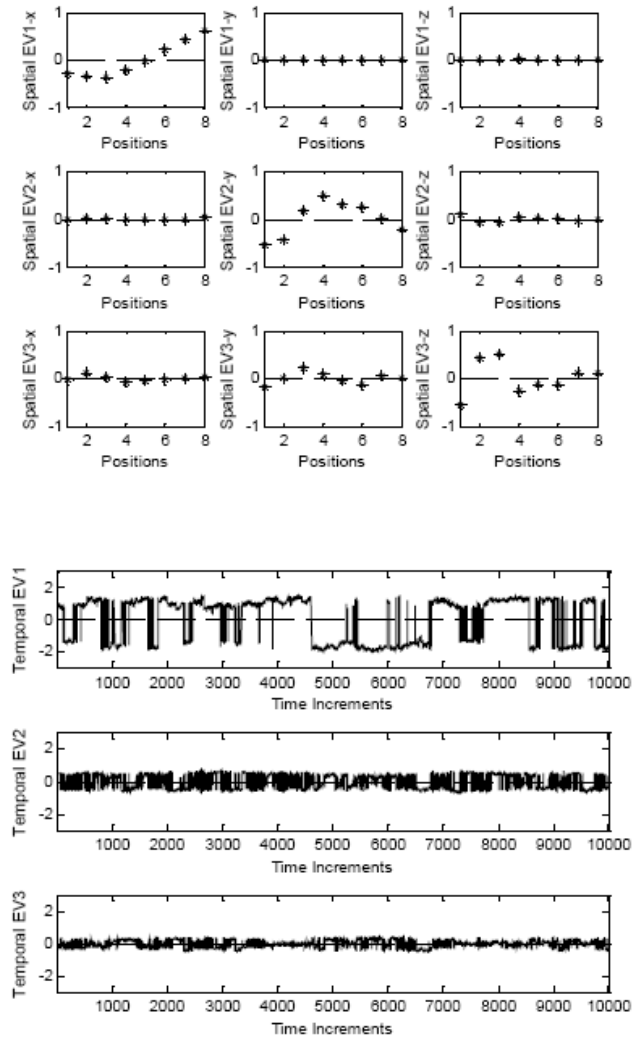 Spatial EV1-x
1
0
-1
2 4 6 8
Positions
Spatial EV1-y
1
0
-1
2 4 6 8
Positions
Spatial EV1-z
1
0
-1
2 4 6 8
Positions
Spatial EV2-x
1
0
-1
2 4 6 8
Positions
Spatial EV2-y
1
0
-1
2 4 6 8
Positions
Spatial EV2-z
1
0
-1
2 4 6 8
Positions
Spatial EV3-x
1
0
-1
2 4 6 8
Positions
Spatial EV3-y
1
0
-1
2 4 6 8
Positions
Spatial EV3-z
1
0
-1
2 4 6 8
Positions
Temporal EV1
2
0
-2
1000 2000 3000 4000 5000 6000 7000 8000 9000 10000
Time Increments
Temporal EV2
2
0
-2
1000 2000 3000 4000 5000 6000 7000 8000 9000 10000
Time Increments
Temporal EV3
2
0
-2
1000 2000 3000 4000 5000 6000 7000 8000 9000 10000
Time Increments